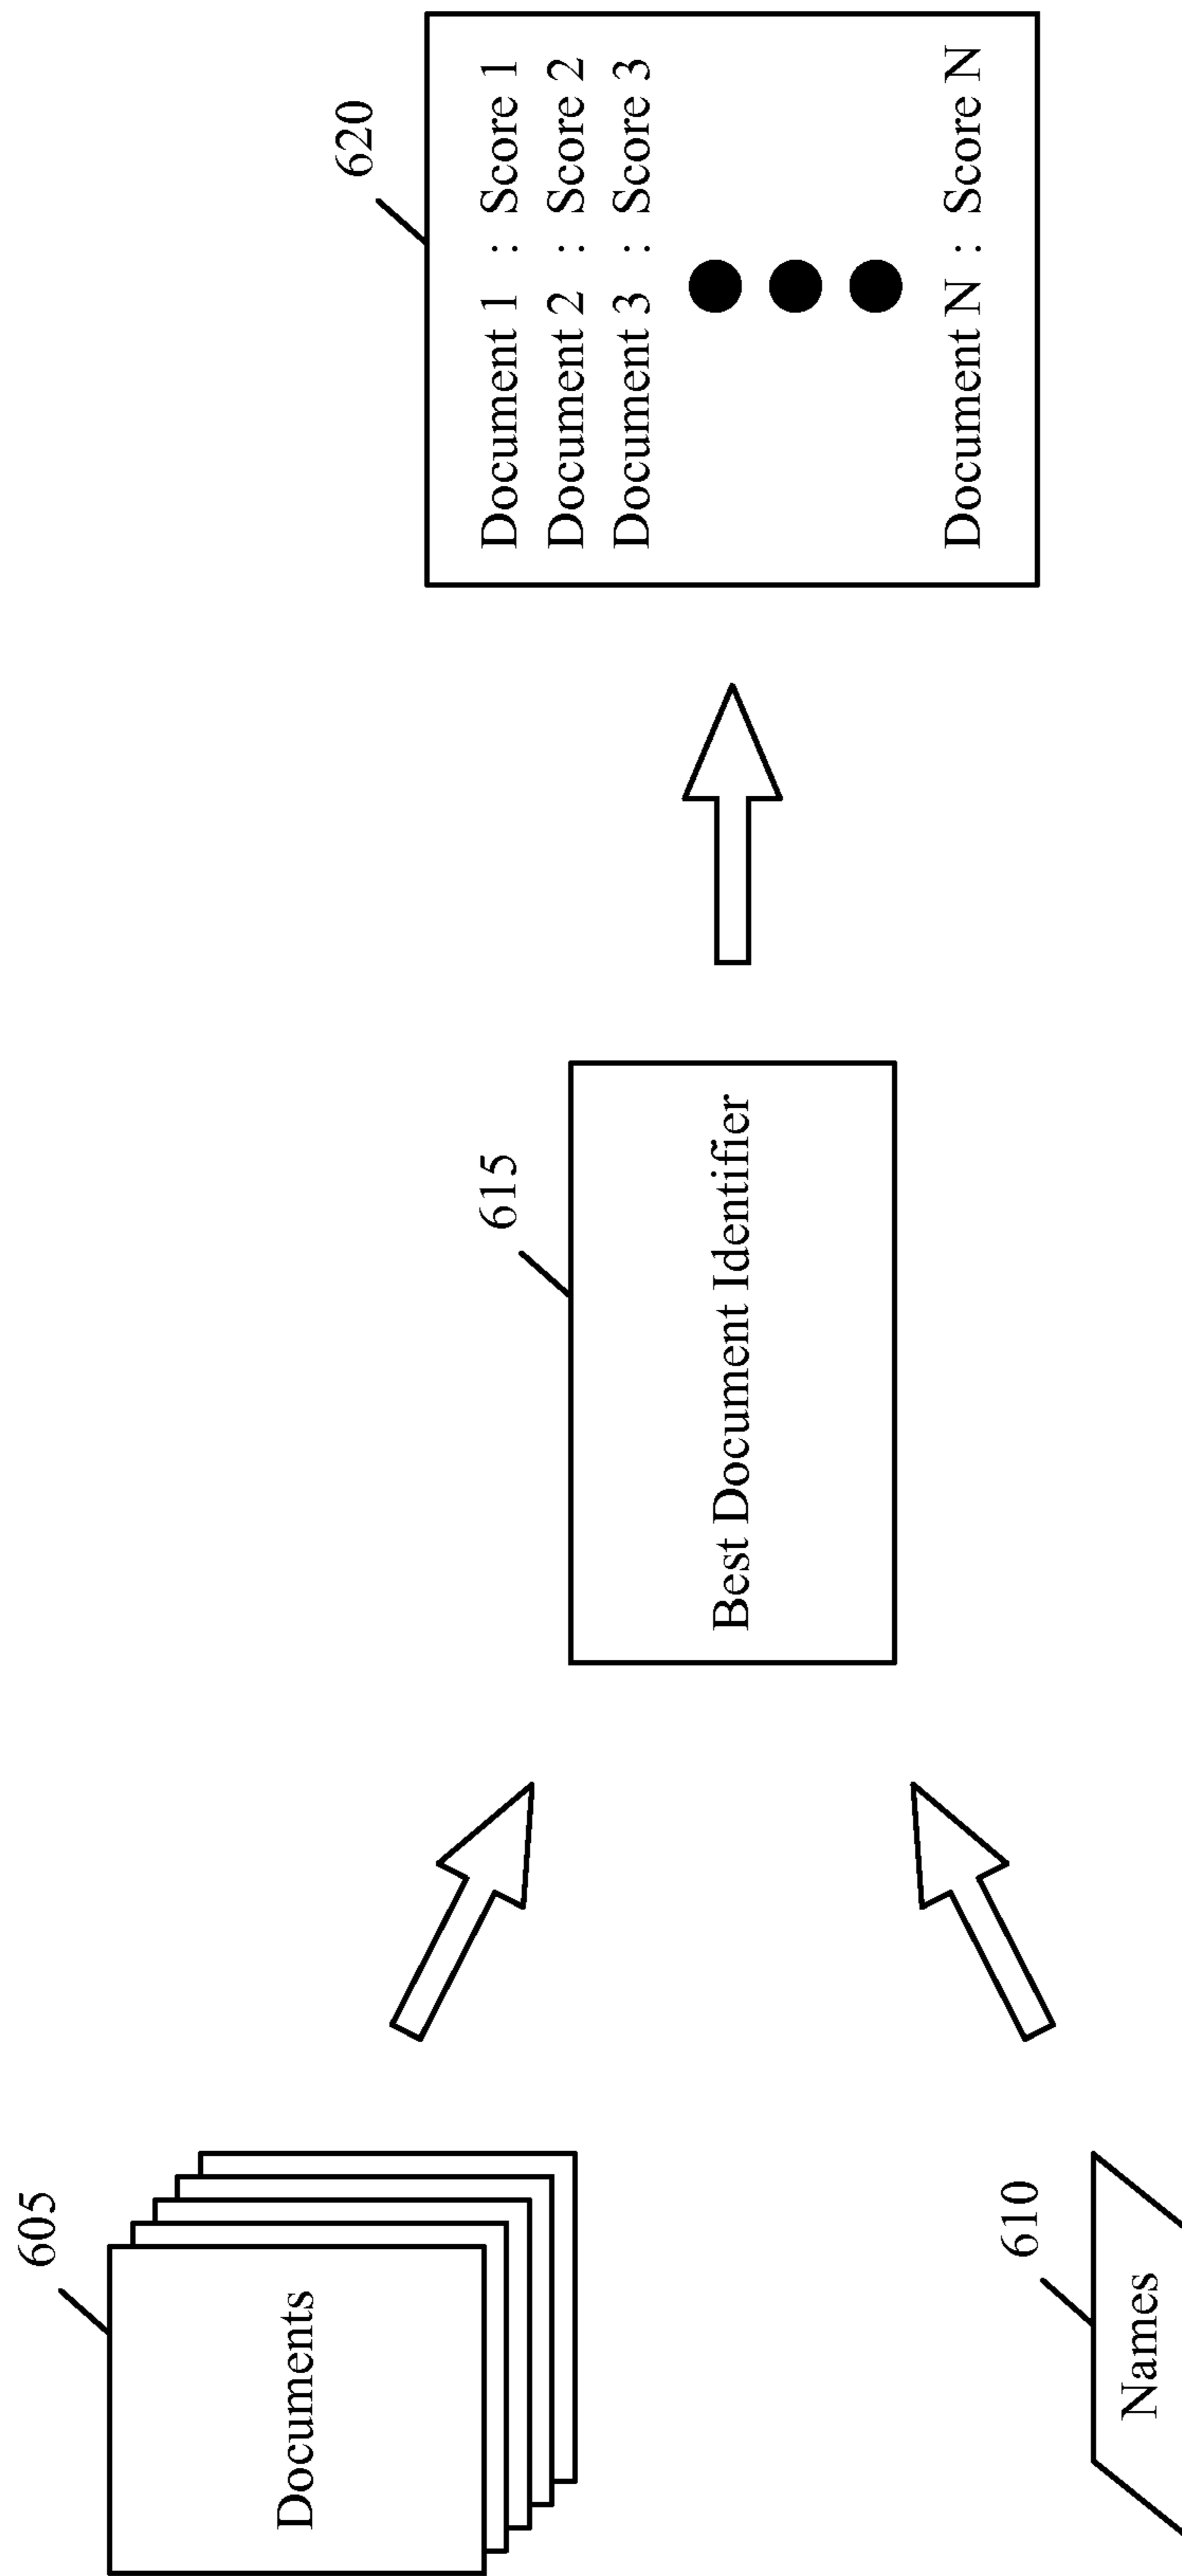 605
Documents
610
Names
615
Best Document Identifier
620
Document 1 : Score 1
Document 2 : Score 2
Document 3 : Score 3
Document N : Score N